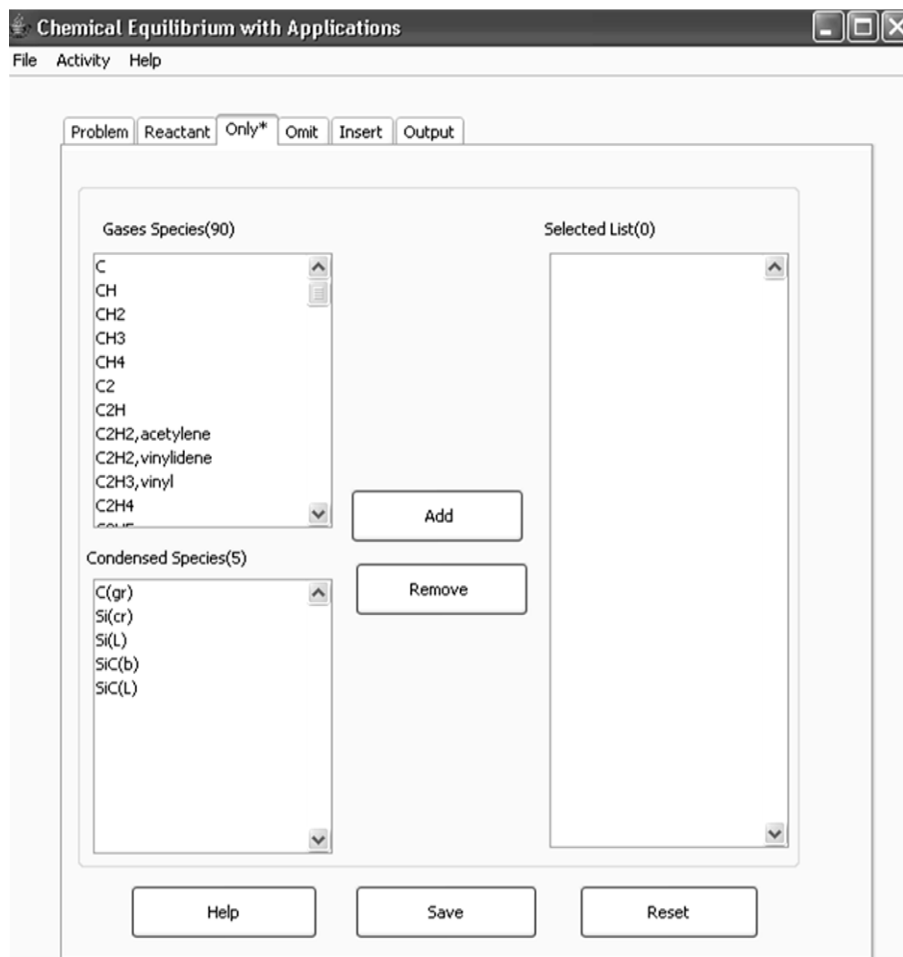 Chemical Equilibrium with Applications
File Activity Help
Problem Reactant Only* Omit Insert Output
Gases Species(90)
C
CH
CH2
CH3
CH4
C2
C2H
C2H2,acetylene
C2H2,vinylidene
C2H3,vinyl
C2H4
Selected List(0)
Add
Remove
Condensed Species(5)
C(gr)
Si(cr)
Si(L)
SiC(b)
SiC(L)
Help Save Reset